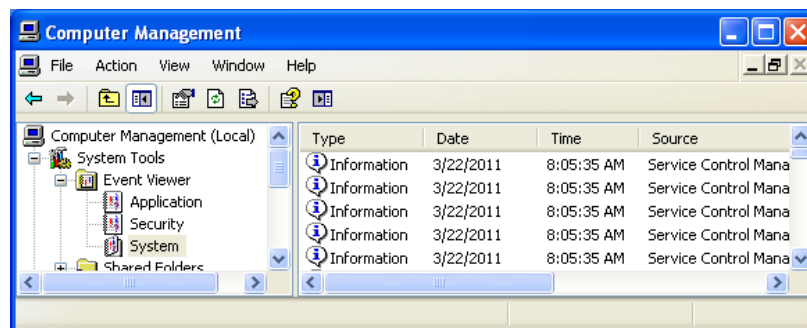 Computer Management
File Action View Window Help
Computer Management (Local)
System Tools
Event Viewer
Application
Security
System
Shared Folders
Type Date Time Source
Information 3/22/2011 8:05:35 AM Service Control Mana
Information 3/22/2011 8:05:35 AM Service Control Mana
Information 3/22/2011 8:05:35 AM Service Control Mana
Information 3/22/2011 8:05:35 AM Service Control Mana
Information 3/22/2011 8:05:35 AM Service Control Mana